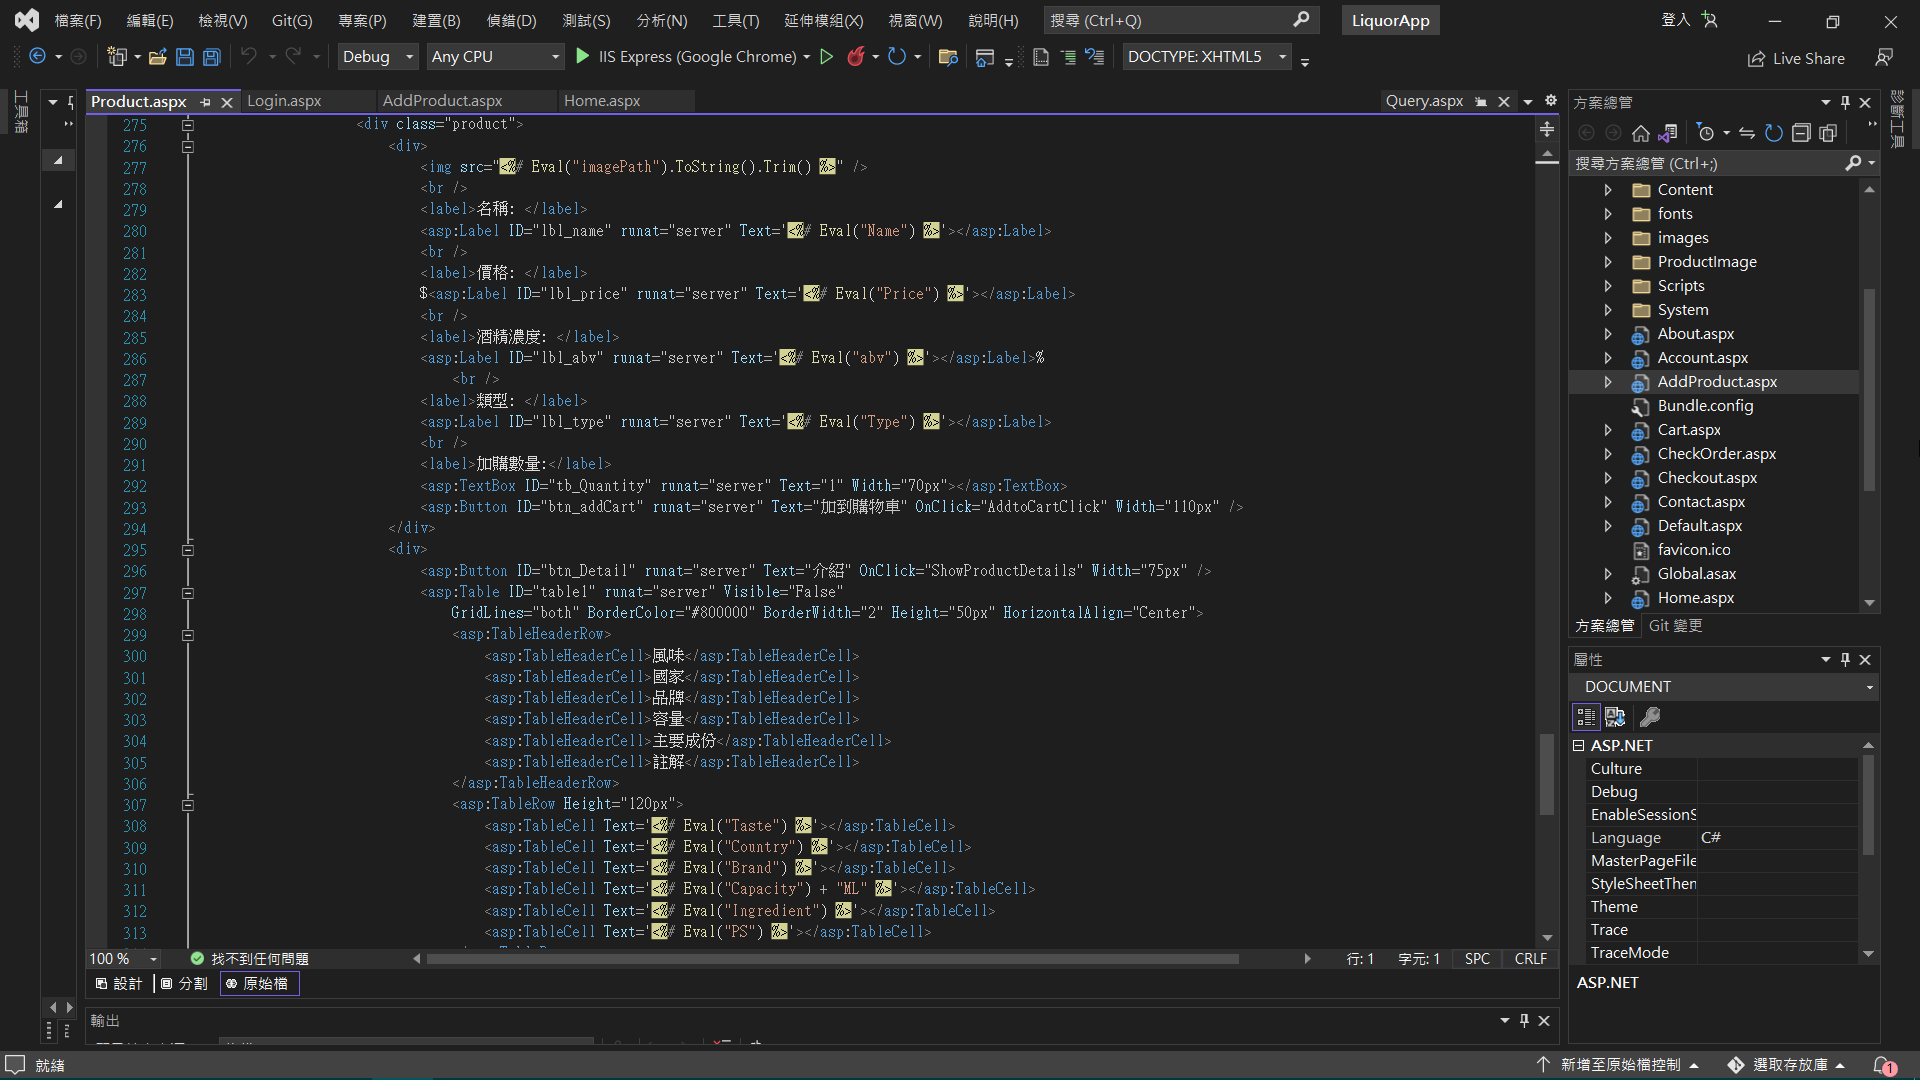 檔案(F) 編輯(E) 檢視(V) Git(G) 專案(P) 建置(B) 偵錯(D) 測試(S) 分析(N) 工具(T) 延伸模組(X) 視窗(W) 說明(H) 搜尋 (Ctrl+Q) LiquorApp 登入
Debug Any CPU IIS Express (Google Chrome) DOCTYPE: XHTML5 Live Share
工具箱
Product.aspx Login.aspx AddProduct.aspx Home.aspx Query.aspx
275 <div class="product">
276 <div>
277 <img src="<%# Eval("imagePath").ToString().Trim() %>" />
278 <br />
279 <label>名稱: </label>
280 <asp:Label ID="lbl_name" runat="server" Text='<%# Eval("Name") %>'></asp:Label>
281 <br />
282 <label>價格: </label>
283 $<asp:Label ID="lbl_price" runat="server" Text='<%# Eval("Price") %>'></asp:Label>
284 <br />
285 <label>酒精濃度: </label>
286 <asp:Label ID="lbl_abv" runat="server" Text='<%# Eval("abv") %>'></asp:Label>%
287 <br />
288 <label>類型: </label>
289 <asp:Label ID="lbl_type" runat="server" Text='<%# Eval("Type") %>'></asp:Label>
290 <br />
291 <label>加購數量:</label>
292 <asp:TextBox ID="tb_Quantity" runat="server" Text="1" Width="70px"></asp:TextBox>
293 <asp:Button ID="btn_addCart" runat="server" Text="加到購物車" OnClick="AddtoCartClick" Width="110px" />
294 </div>
295 <div>
296 <asp:Button ID="btn_Detail" runat="server" Text="介紹" OnClick="ShowProductDetails" Width="75px" />
297 <asp:Table ID="table1" runat="server" Visible="False"
298 GridLines="both" BorderColor="#800000" BorderWidth="2" Height="50px" HorizontalAlign="Center">
299 <asp:TableHeaderRow>
300 <asp:TableHeaderCell>風味</asp:TableHeaderCell>
301 <asp:TableHeaderCell>國家</asp:TableHeaderCell>
302 <asp:TableHeaderCell>品牌</asp:TableHeaderCell>
303 <asp:TableHeaderCell>容量</asp:TableHeaderCell>
304 <asp:TableHeaderCell>主要成份</asp:TableHeaderCell>
305 <asp:TableHeaderCell>註解</asp:TableHeaderCell>
306 </asp:TableHeaderRow>
307 <asp:TableRow Height="120px">
308 <asp:TableCell Text='<%# Eval("Taste") %>'></asp:TableCell>
309 <asp:TableCell Text='<%# Eval("Country") %>'></asp:TableCell>
310 <asp:TableCell Text='<%# Eval("Brand") %>'></asp:TableCell>
311 <asp:TableCell Text='<%# Eval("Capacity") + "ML" %>'></asp:TableCell>
312 <asp:TableCell Text='<%# Eval("Ingredient") %>'></asp:TableCell>
313 <asp:TableCell Text='<%# Eval("PS") %>'></asp:TableCell>
100 % 找不到任何問題 行: 1 字元: 1 SPC CRLF
設計 分割 原始檔
輸出
方案總管
搜尋方案總管 (Ctrl+;)
Content
fonts
images
ProductImage
Scripts
System
About.aspx
Account.aspx
AddProduct.aspx
Bundle.config
Cart.aspx
CheckOrder.aspx
Checkout.aspx
Contact.aspx
Default.aspx
favicon.ico
Global.asax
Home.aspx
方案總管 Git 變更
屬性
DOCUMENT
ASP.NET
Culture
Debug
EnableSessionS
Language C#
MasterPageFile
StyleSheetThen
Theme
Trace
TraceMode
ASP.NET
診斷工具
就緒 新增至原始檔控制 選取存放庫 1